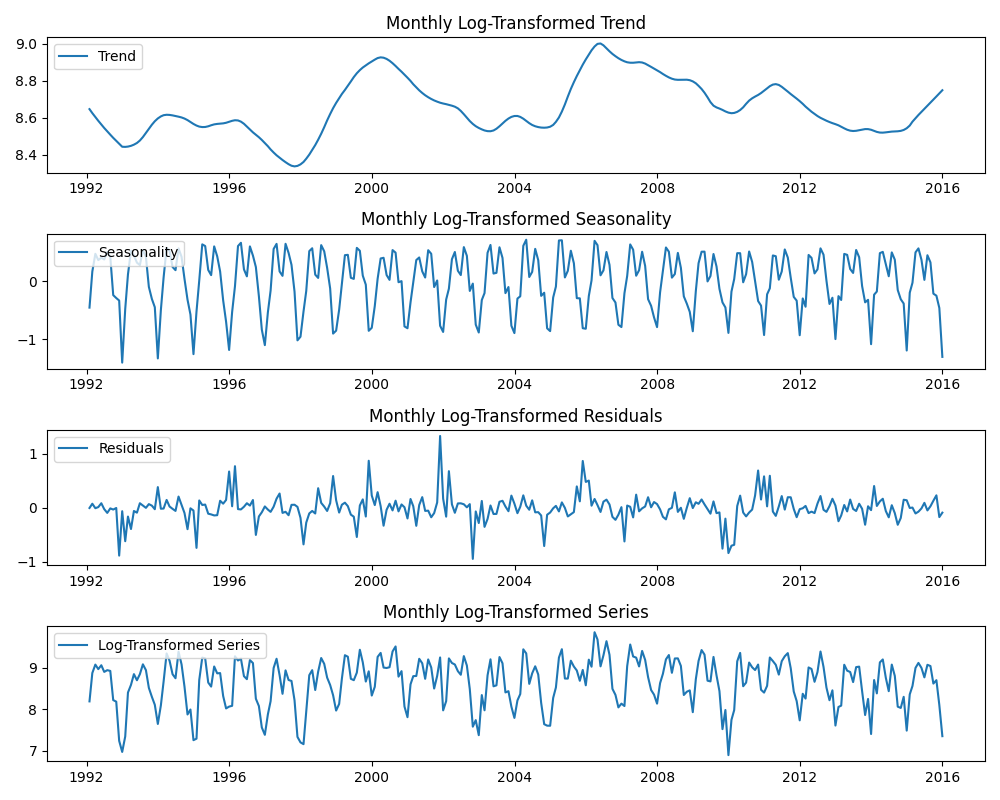 Monthly Log-Transformed Trend
Trend
9.0
8.8
8.6
8.4
1992 1996 2000 2004 2008 2012 2016
Monthly Log-Transformed Seasonality
Seasonality
0
−1
1992 1996 2000 2004 2008 2012 2016
Monthly Log-Transformed Residuals
Residuals
1
0
−1
1992 1996 2000 2004 2008 2012 2016
Monthly Log-Transformed Series
Log-Transformed Series
9
8
7
1992 1996 2000 2004 2008 2012 2016